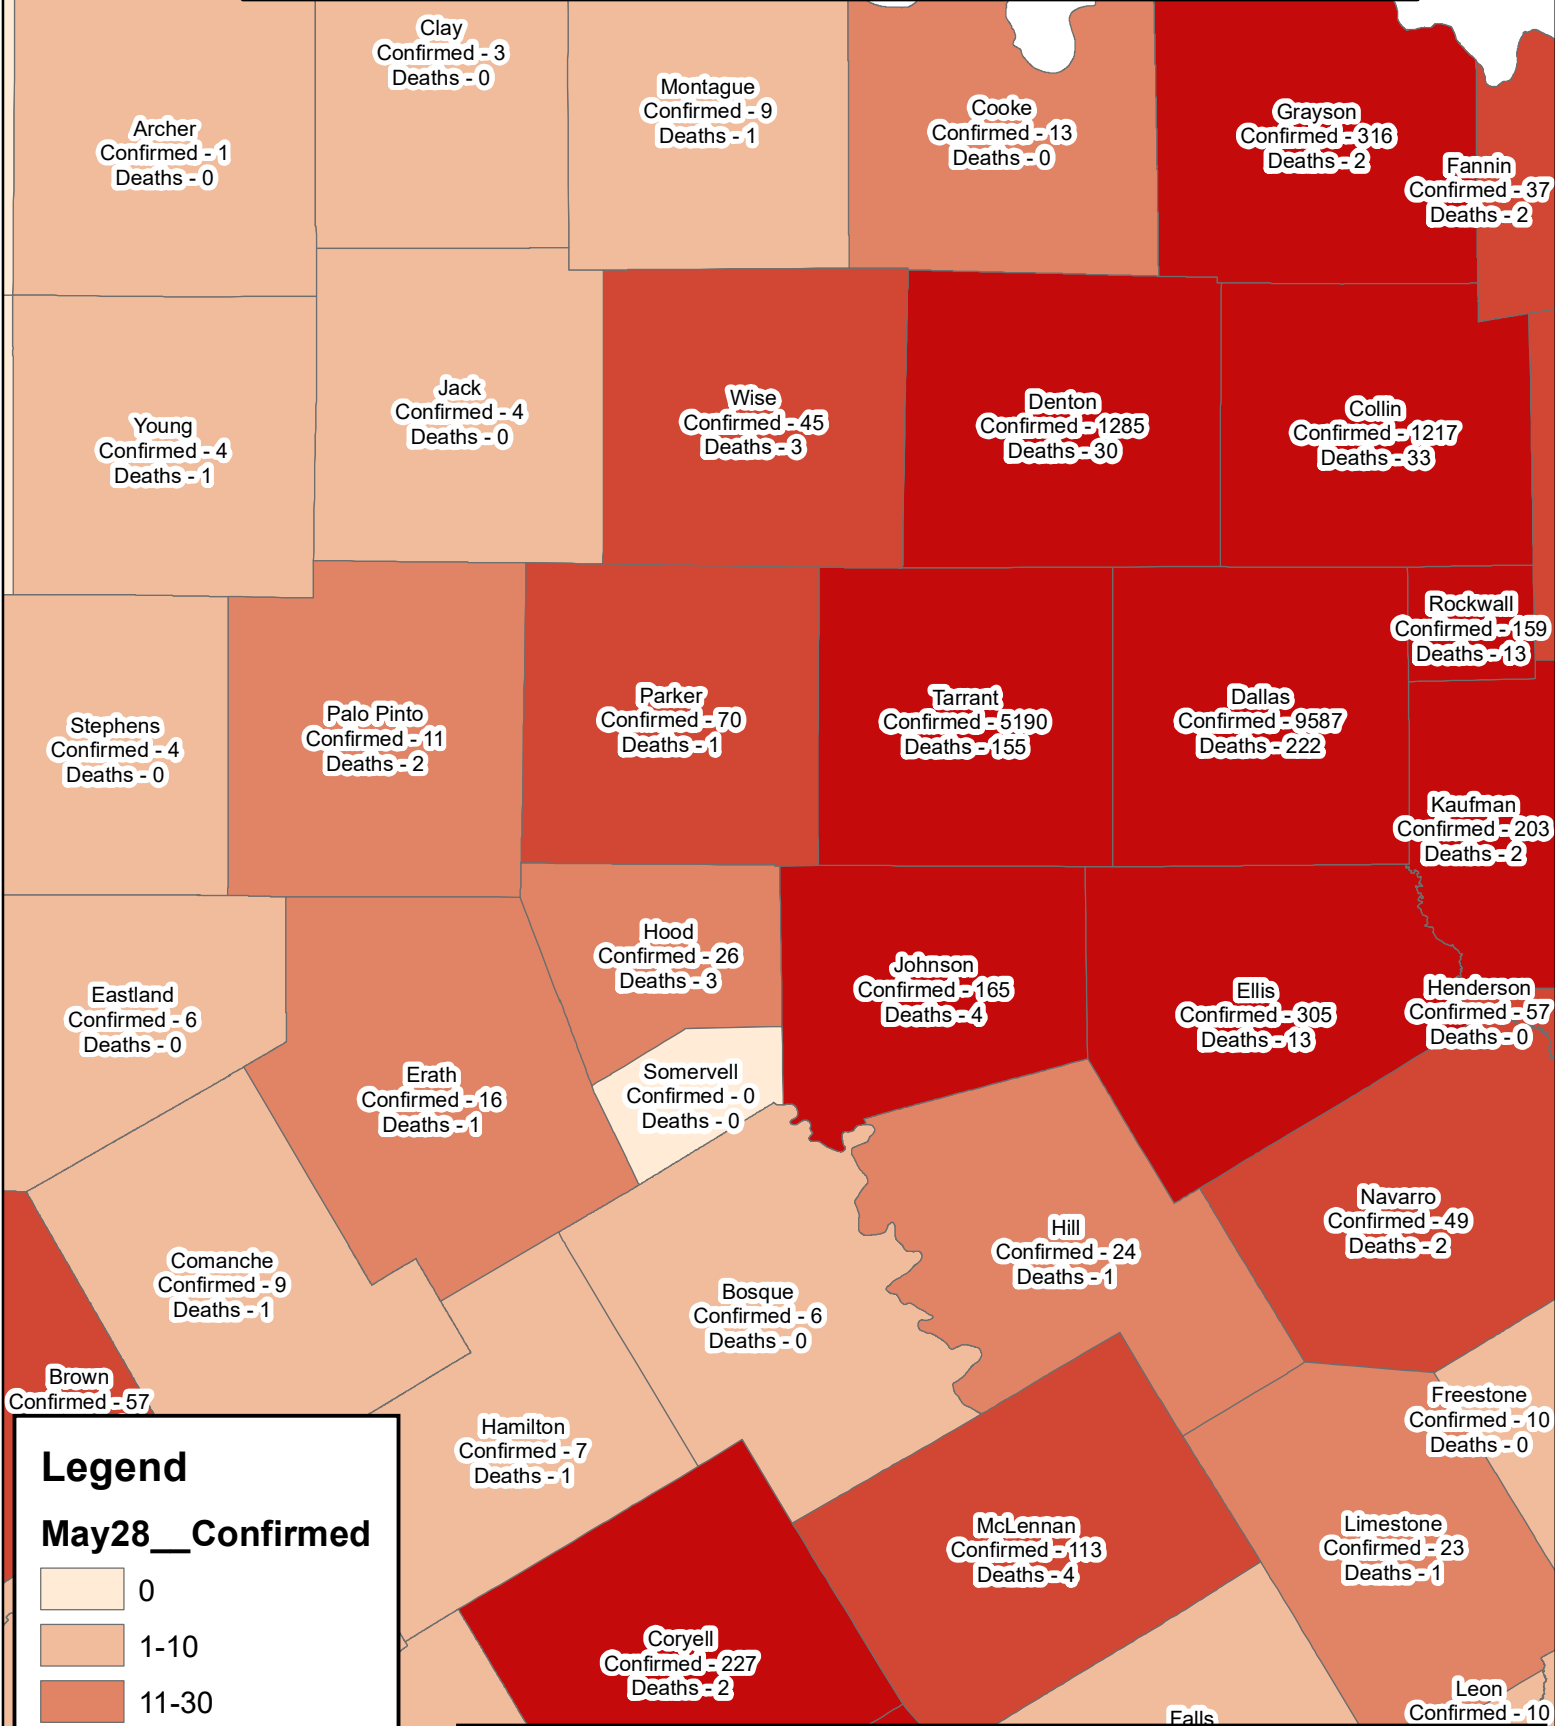 Clay
Confirmed - 3
Deaths - 0
Montague
Confirmed - 9
Deaths - 1
Cooke
Confirmed - 13
Deaths - 0
Grayson
Confirmed - 316
Deaths - 2
Archer
Confirmed - 1
Deaths - 0
Fannin
Confirmed - 37
Deaths - 2
Jack
Confirmed - 4
Deaths - 0
Wise
Confirmed - 45
Deaths - 3
Denton
Confirmed - 1285
Deaths - 30
Collin
Confirmed - 1217
Deaths - 33
Young
Confirmed - 4
Deaths - 1
Rockwall
Confirmed - 159
Deaths - 13
Stephens
Confirmed - 4
Deaths - 0
Palo Pinto
Confirmed - 11
Deaths - 2
Parker
Confirmed - 70
Deaths - 1
Tarrant
Confirmed - 5190
Deaths - 155
Dallas
Confirmed - 9587
Deaths - 222
Kaufman
Confirmed - 203
Deaths - 2
Hood
Confirmed - 26
Deaths - 3
Johnson
Confirmed - 165
Deaths - 4
Ellis
Confirmed - 305
Deaths - 13
Henderson
Confirmed - 57
Deaths - 0
Eastland
Confirmed - 6
Deaths - 0
Erath
Confirmed - 16
Deaths - 1
Somervell
Confirmed - 0
Deaths - 0
Navarro
Confirmed - 49
Deaths - 2
Hill
Confirmed - 24
Deaths - 1
Comanche
Confirmed - 9
Deaths - 1
Bosque
Confirmed - 6
Deaths - 0
Brown
Confirmed - 57
Freestone
Confirmed - 10
Deaths - 0
Hamilton
Confirmed - 7
Deaths - 1
McLennan
Confirmed - 113
Deaths - 4
Limestone
Confirmed - 23
Deaths - 1
Coryell
Confirmed - 227
Deaths - 2
Leon
Confirmed - 10
Falls
Legend
May28__Confirmed
0
1-10
11-30